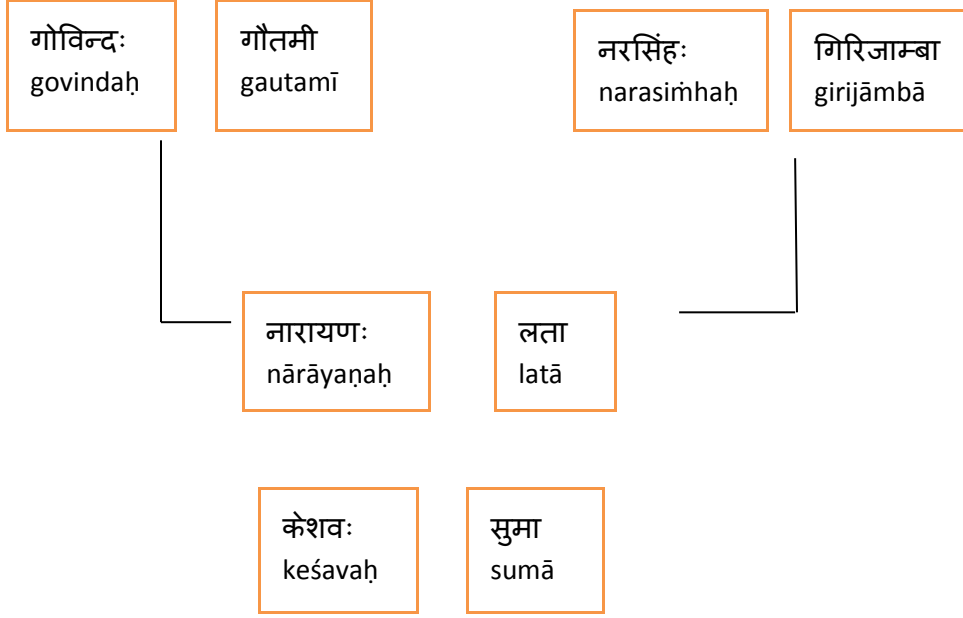 गोविन्दः
govindaḥ
गौतमी
gautamī
नरसिंहः
narasiṁhaḥ
गिरिजाम्बा
girijāmbā
नारायणः
nārāyaṇaḥ
लता
latā
केशवः
keśavaḥ
सुमा
sumā